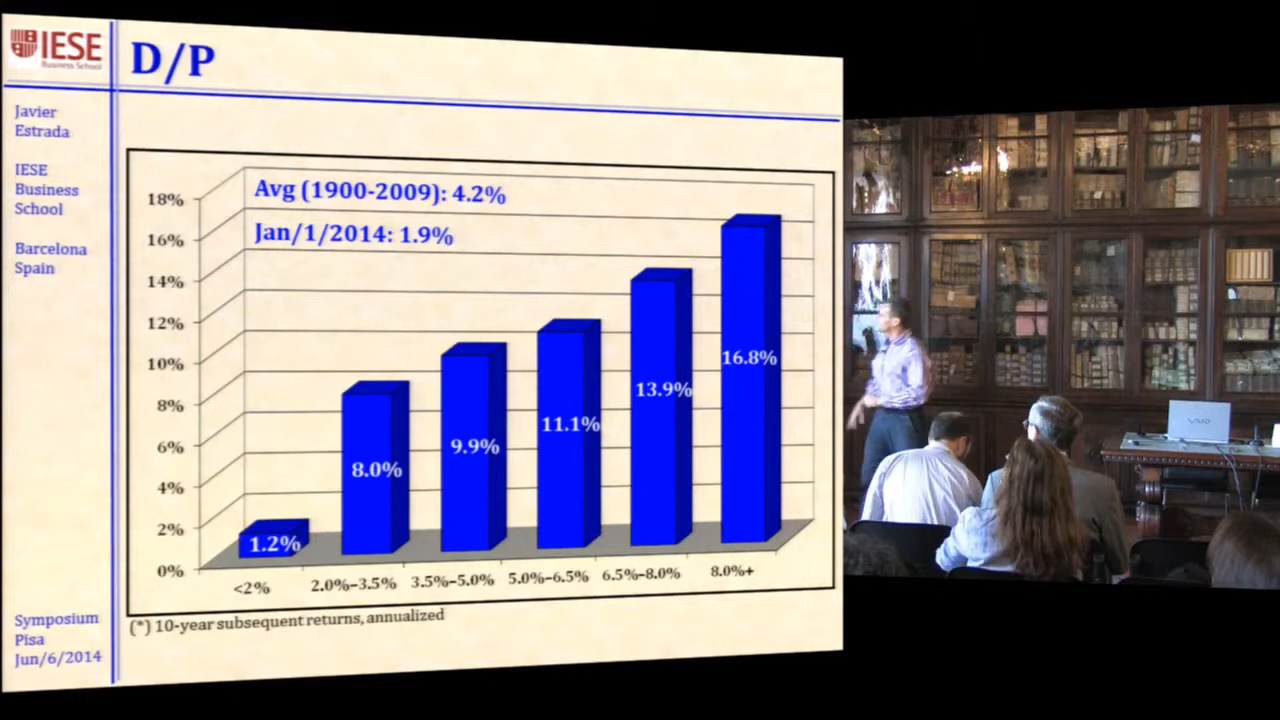 IESE
Business School
D/P
Javier
Estrada
IESE
Business
School
Barcelona
Spain
Symposium
Pisa
Jun/6/2014
Avg (1900-2009): 4.2%
Jan/1/2014: 1.9%
18%
16%
14%
12%
10%
8%
6%
4%
2%
0%
1.2%
8.0%
9.9%
11.1%
13.9%
16.8%
<2%
2.0%–3.5%
3.5%–5.0%
5.0%–6.5%
6.5%–8.0%
8.0%+
(*) 10-year subsequent returns, annualized
VAIO